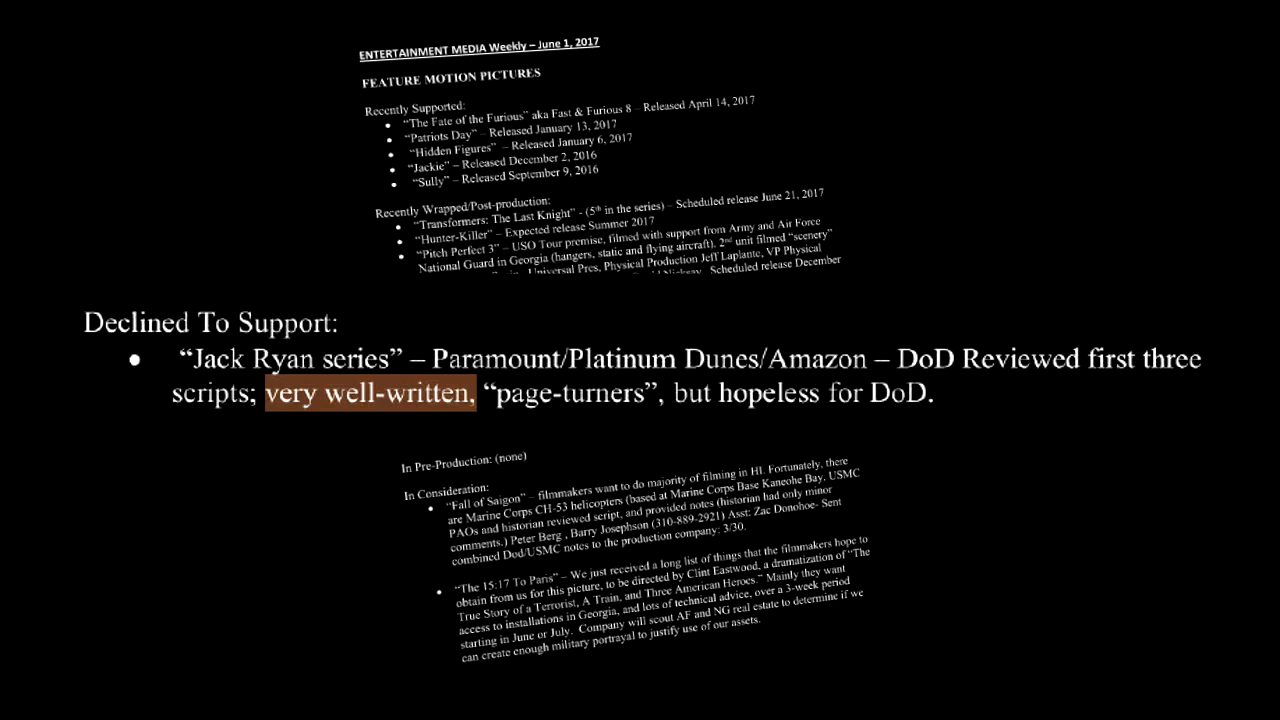 ENTERTAINMENT MEDIA Weekly – June 1, 2017
FEATURE MOTION PICTURES
Recently Supported:
• “The Fate of the Furious” aka Fast & Furious 8 – Released April 14, 2017
• “Patriots Day” – Released January 13, 2017
• “Hidden Figures” – Released January 6, 2017
• “Jackie” – Released December 2, 2016
• “Sully” – Released September 9, 2016
Recently Wrapped/Post-production:
• “Transformers: The Last Knight” - (5th in the series) – Scheduled release June 21, 2017
• “Hunter-Killer” – Expected release Summer 2017
• “Pitch Perfect 3” – USO Tour premise, filmed with support from Army and Air Force
National Guard in Georgia (hangers, static and flying aircraft). 2nd unit filmed “scenery”
Universal Pres, Physical Production Jeff Laplante, VP Physical
Scheduled release December
Declined To Support:
• “Jack Ryan series” – Paramount/Platinum Dunes/Amazon – DoD Reviewed first three
scripts; very well-written, “page-turners”, but hopeless for DoD.
In Pre-Production: (none)
In Consideration:
• “Fall of Saigon” – filmmakers want to do majority of filming in HI. Fortunately, there
are Marine Corps CH-53 helicopters (based at Marine Corps Base Kaneohe Bay. USMC
PAOs and historian reviewed script, and provided notes (historian had only minor
comments.) Peter Berg , Barry Josephson (310-889-2921) Asst: Zac Donohoe- Sent
combined Dod/USMC notes to the production company: 3/30.
• “The 15:17 To Paris” – We just received a long list of things that the filmmakers hope to
obtain from us for this picture, to be directed by Clint Eastwood, a dramatization of “The
True Story of a Terrorist, A Train, and Three American Heroes.” Mainly they want
access to installations in Georgia, and lots of technical advice, over a 3-week period
starting in June or July. Company will scout AF and NG real estate to determine if we
can create enough military portrayal to justify use of our assets.